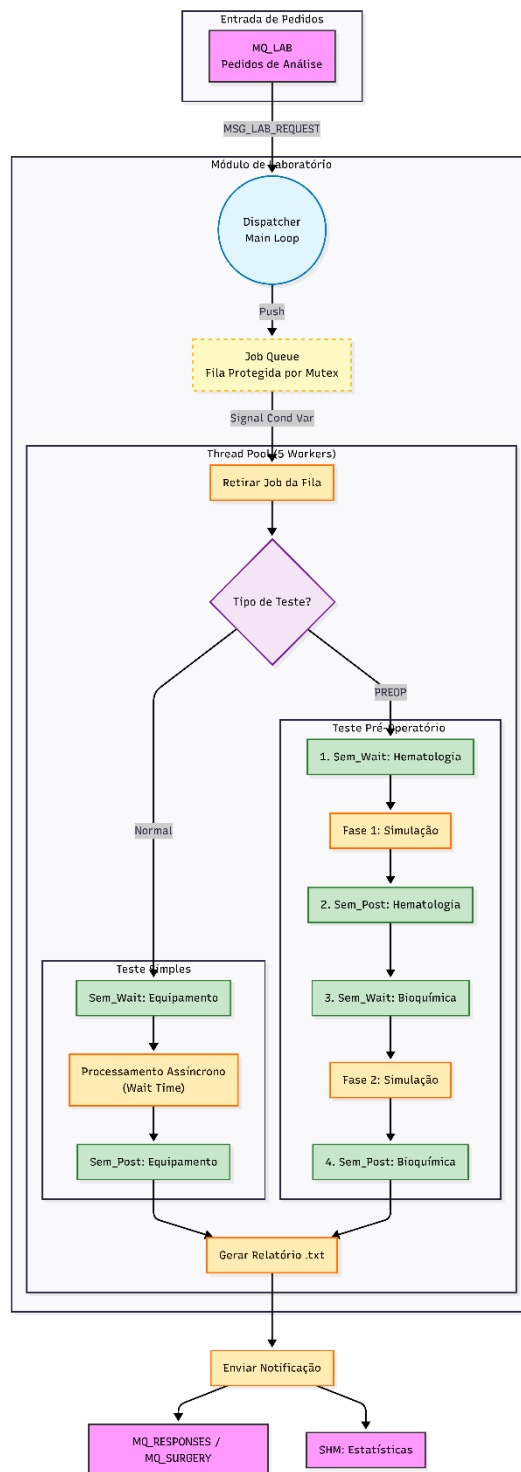 Entrada de Pedidos
MQ_LAB
Pedidos de Análise
MSG_LAB_REQUEST
Módulo de Laboratório
Dispatcher
Main Loop
Push
Job Queue
Fila Protegida por Mutex
Signal Cond Var
Thread Pool (5 Workers)
Retirar Job da Fila
Tipo de Teste?
PREOP
Teste Pré-Operatório
1. Sem_Wait: Hematologia
Fase 1: Simulação
Normal
2. Sem_Post: Hematologia
Teste Simples
Sem_Wait: Equipamento
3. Sem_Wait: Bioquímica
Processamento Assíncrono
(Wait Time)
Fase 2: Simulação
Sem_Post: Equipamento
4. Sem_Post: Bioquímica
Gerar Relatório .txt
Enviar Notificação
MQ_RESPONSES /
MQ_SURGERY
SHM: Estatísticas